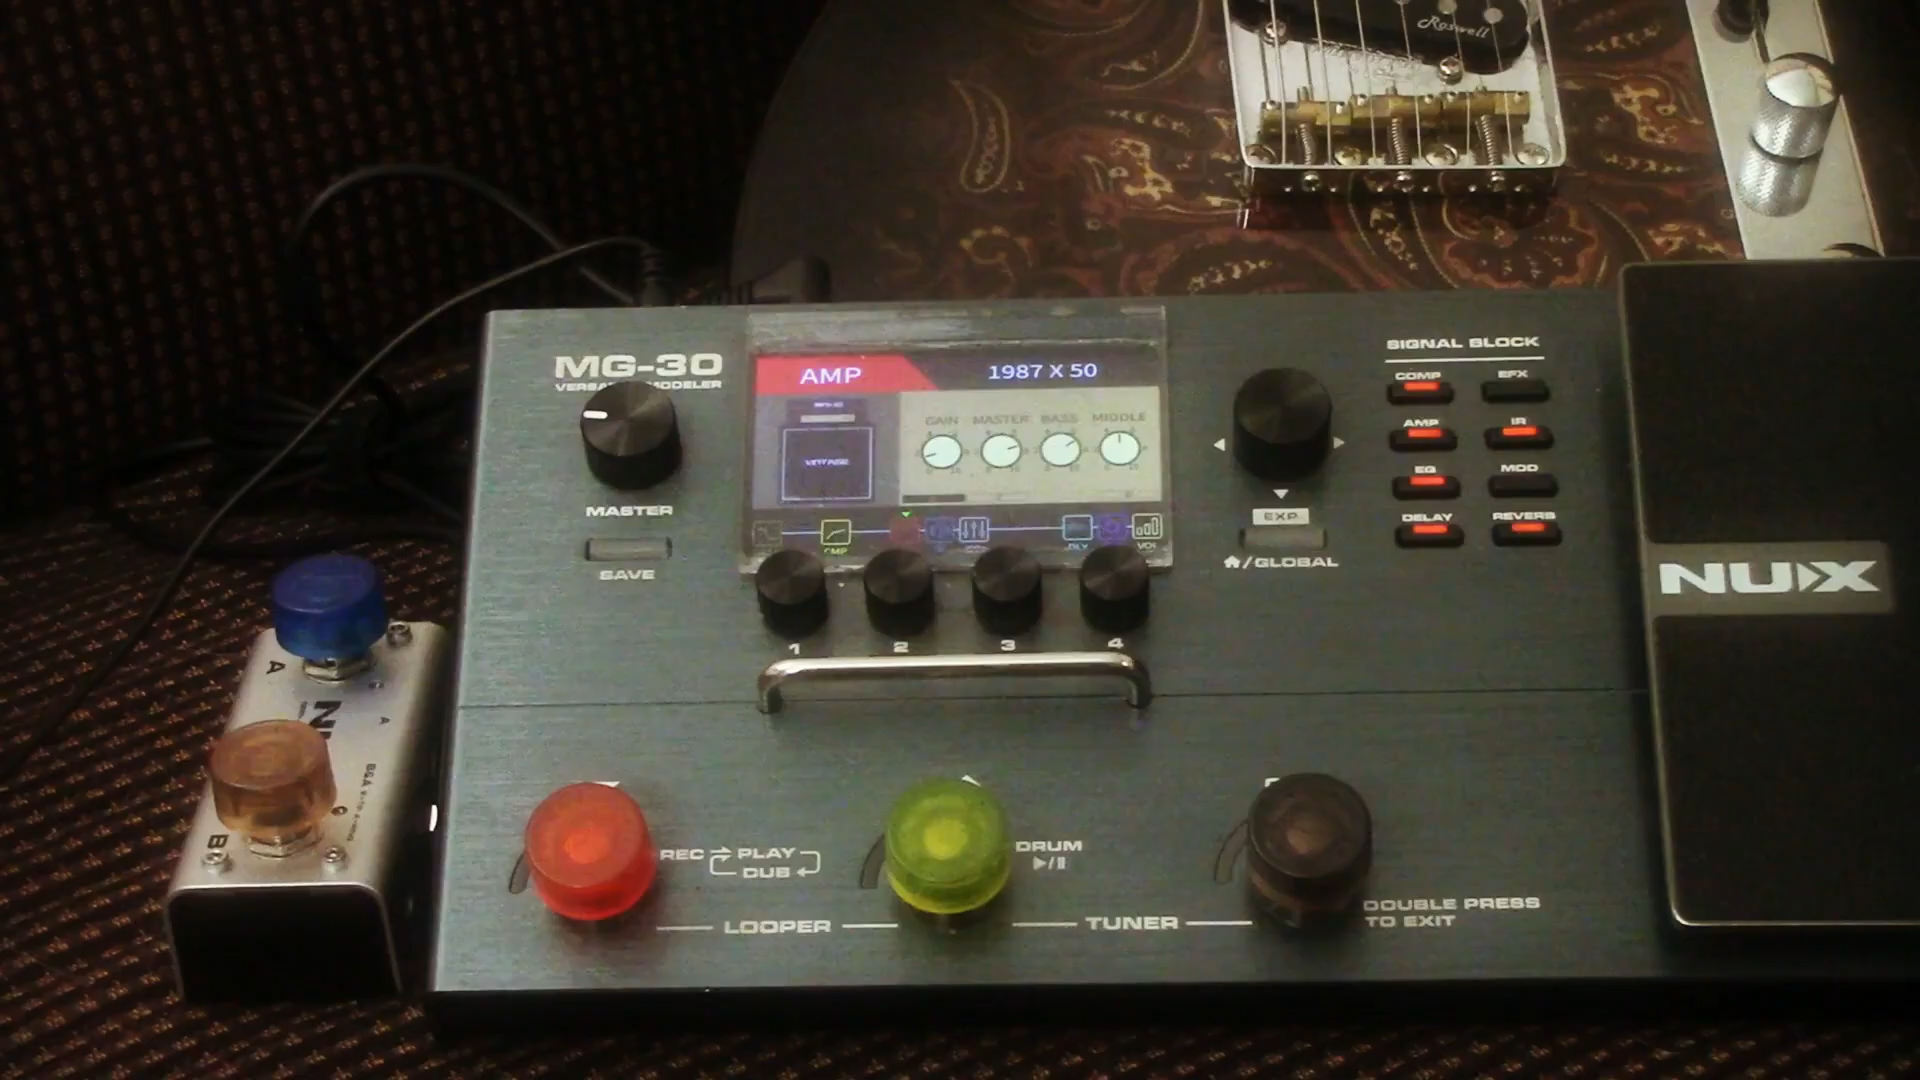 Roswell
MG-30
AMP
1987 X 50
GAIN MASTER BASS MIDDLE
CMP
MASTER
SAVE
EXP
/GLOBAL
SIGNAL BLOCK
COMP EFX
AMP IR
EQ MOD
DELAY REVERB
NUX
1 2 3 4
A
A
B
REC PLAY
DUB
DRUM
LOOPER
TUNER
DOUBLE PRESS
TO EXIT